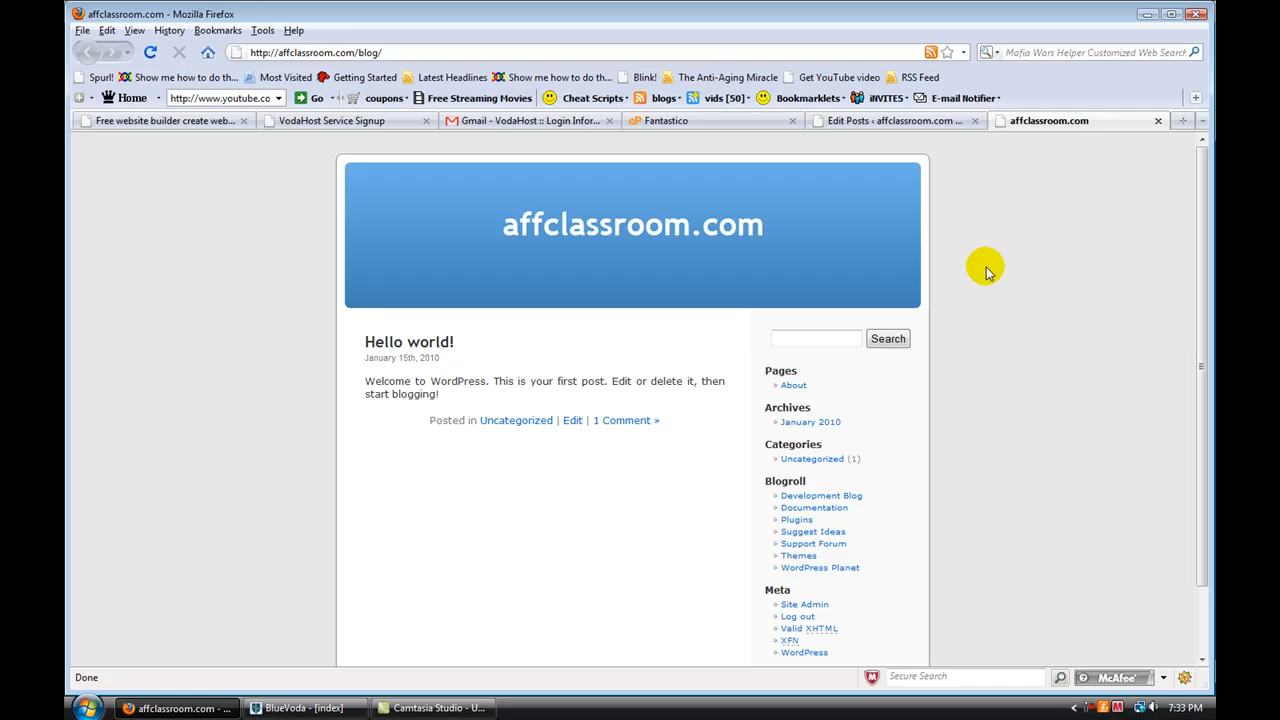 affclassroom.com - Mozilla Firefox
File Edit View History Bookmarks Tools Help
http://affclassroom.com/blog/ Mafia Wars Helper Customized Web Search
Spurl! Show me how to do th... Most Visited Getting Started Latest Headlines Show me how to do th... Blink! The Anti-Aging Miracle Get YouTube video RSS Feed
Home http://www.youtube.co Go coupons Free Streaming Movies Cheat Scripts blogs vids [50] Bookmarklets iNVITES E-mail Notifier
Free website builder create web... VodaHost Service Signup Gmail - VodaHost :: Login Infor... cP Fantastico Edit Posts ‹ affclassroom.com ... affclassroom.com
affclassroom.com
Hello world!
January 15th, 2010
Welcome to WordPress. This is your first post. Edit or delete it, then
start blogging!
Posted in Uncategorized | Edit | 1 Comment »
Search
Pages
» About
Archives
» January 2010
Categories
» Uncategorized (1)
Blogroll
» Development Blog
» Documentation
» Plugins
» Suggest Ideas
» Support Forum
» Themes
» WordPress Planet
Meta
» Site Admin
» Log out
» Valid XHTML
» XFN
» WordPress
Done Secure Search McAfee
affclassroom.com - ... BlueVoda - [index] Camtasia Studio - U... 7:33 PM